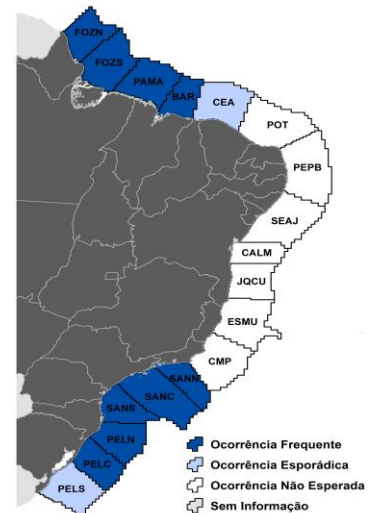 FOZN
FOZS
PAMA
BAR
CEA
POT
PEPB
SEAJ
CALM
JQCU
ESMU
CMP
SANN
SANC
SANS
PELN
PELC
PELS
Ocorrência Frequente
Ocorrência Esporádica
Ocorrência Não Esperada
Sem Informação